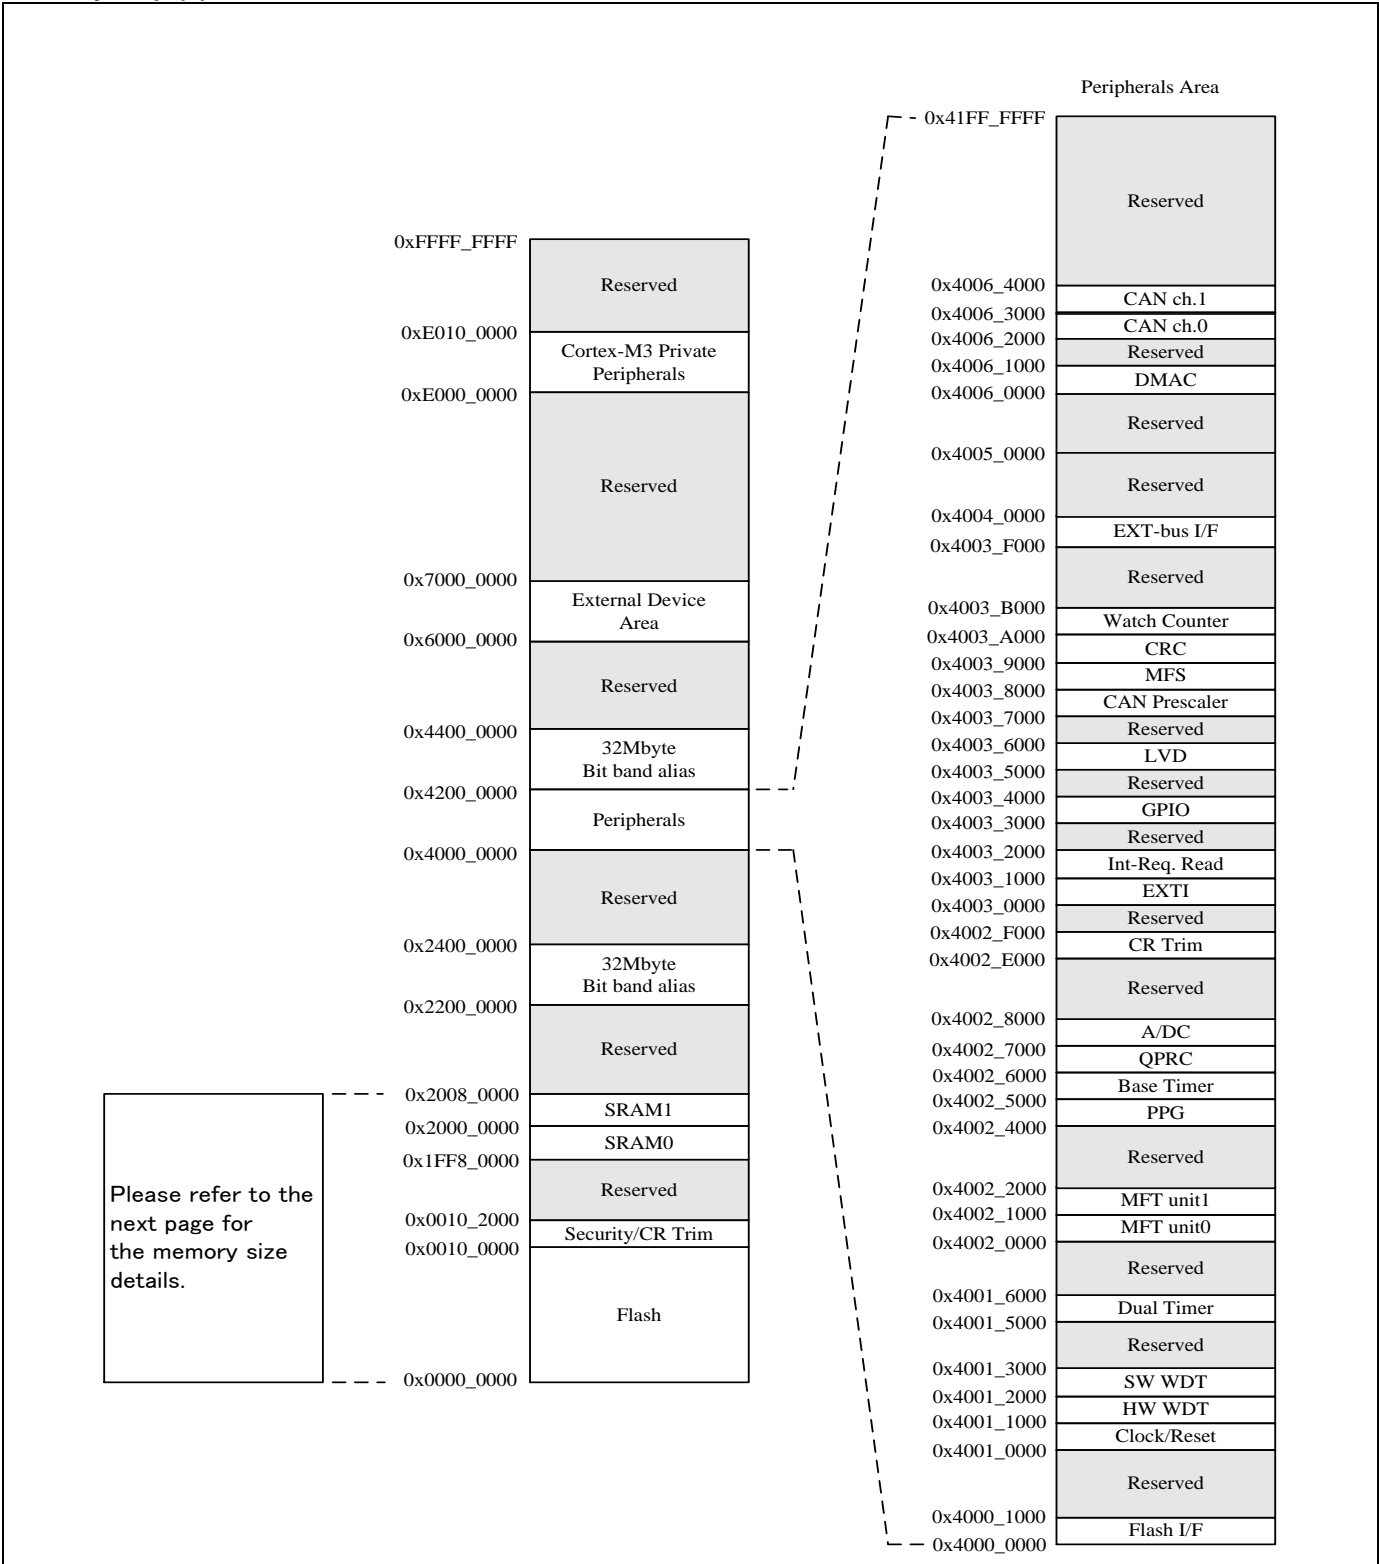 Peripherals Area
0x41FF_FFFF
Reserved
0x4006_4000
CAN ch.1
0x4006_3000
CAN ch.0
0x4006_2000
Reserved
0x4006_1000
DMAC
0x4006_0000
Reserved
0x4005_0000
Reserved
0x4004_0000
EXT-bus I/F
0x4003_F000
Reserved
0x4003_B000
Watch Counter
0x4003_A000
CRC
0x4003_9000
MFS
0x4003_8000
CAN Prescaler
0x4003_7000
Reserved
0x4003_6000
LVD
0x4003_5000
Reserved
0x4003_4000
GPIO
0x4003_3000
Reserved
0x4003_2000
Int-Req. Read
0x4003_1000
EXTI
0x4003_0000
Reserved
0x4002_F000
CR Trim
0x4002_E000
Reserved
0x4002_8000
A/DC
0x4002_7000
QPRC
0x4002_6000
Base Timer
0x4002_5000
PPG
0x4002_4000
Reserved
0x4002_2000
MFT unit1
0x4002_1000
MFT unit0
0x4002_0000
Reserved
0x4001_6000
Dual Timer
0x4001_5000
Reserved
0x4001_3000
SW WDT
0x4001_2000
HW WDT
0x4001_1000
Clock/Reset
0x4001_0000
Reserved
0x4000_1000
Flash I/F
0x4000_0000
0xFFFF_FFFF
Reserved
0xE010_0000
Cortex-M3 Private
Peripherals
0xE000_0000
Reserved
0x7000_0000
External Device
Area
0x6000_0000
Reserved
0x4400_0000
32Mbyte
Bit band alias
0x4200_0000
Peripherals
0x4000_0000
Reserved
0x2400_0000
32Mbyte
Bit band alias
0x2200_0000
Reserved
0x2008_0000
SRAM1
0x2000_0000
SRAM0
0x1FF8_0000
Reserved
0x0010_2000
Security/CR Trim
0x0010_0000
Flash
0x0000_0000
Please refer to the
next page for
the memory size
details.